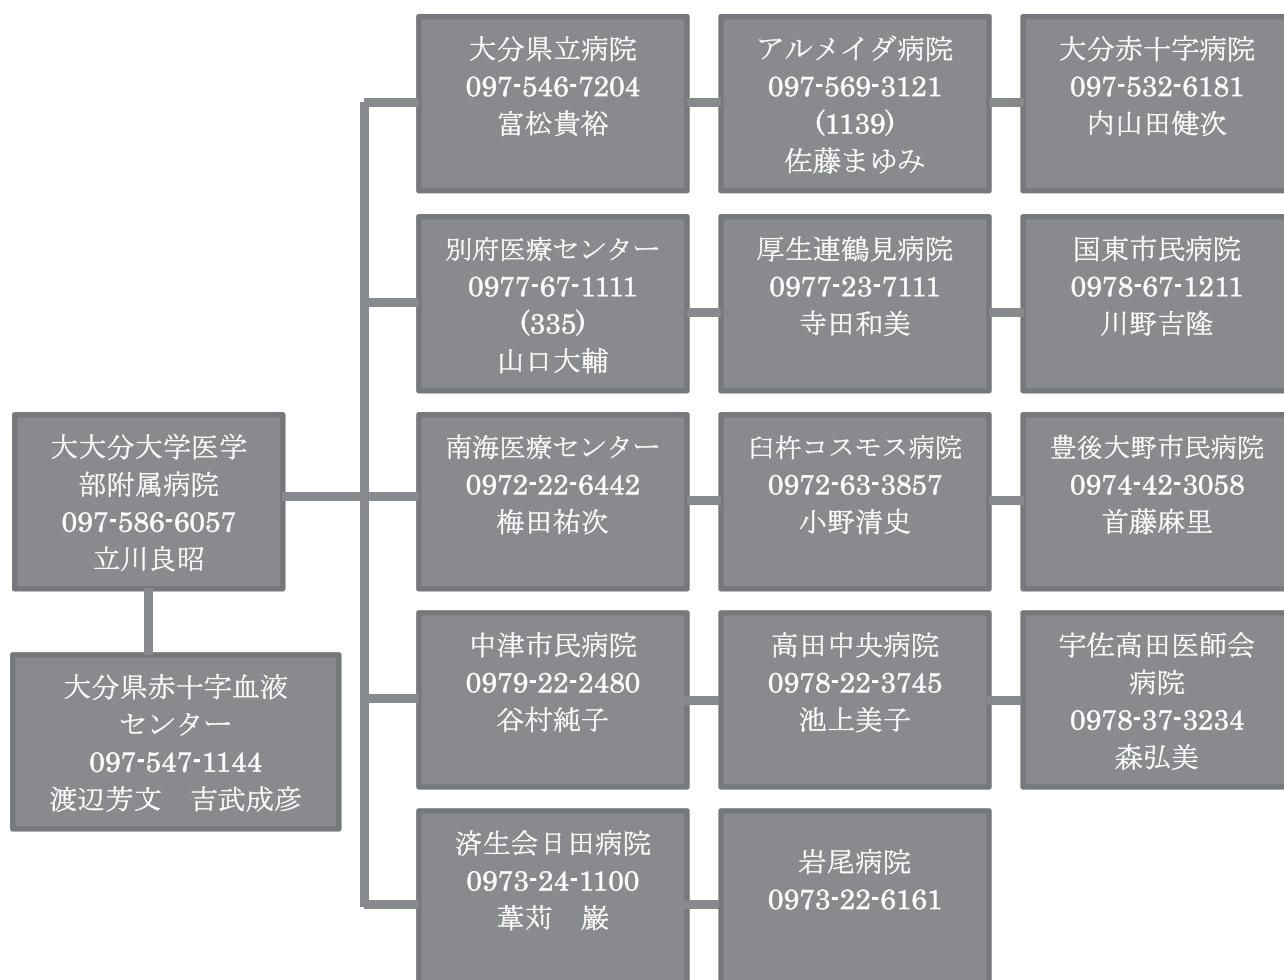 大分県立病院
097-546-7204
富松貴裕
アルメイダ病院
097-569-3121
(1139)
佐藤まゆみ
大分赤十字病院
097-532-6181
内山田健次
別府医療センター
0977-67-1111
(335)
山口大輔
厚生連鶴見病院
0977-23-7111
寺田和美
国東市民病院
0978-67-1211
川野吉隆
大大分大学医学
部附属病院
097-586-6057
立川良昭
南海医療センター
0972-22-6442
梅田祐次
臼杵コスモス病院
0972-63-3857
小野清史
豊後大野市民病院
0974-42-3058
首藤麻里
大分県赤十字血液
センター
097-547-1144
渡辺芳文　吉武成彦
中津市民病院
0979-22-2480
谷村純子
高田中央病院
0978-22-3745
池上美子
宇佐高田医師会
病院
0978-37-3234
森弘美
済生会日田病院
0973-24-1100
葦苅　巌
岩尾病院
0973-22-6161